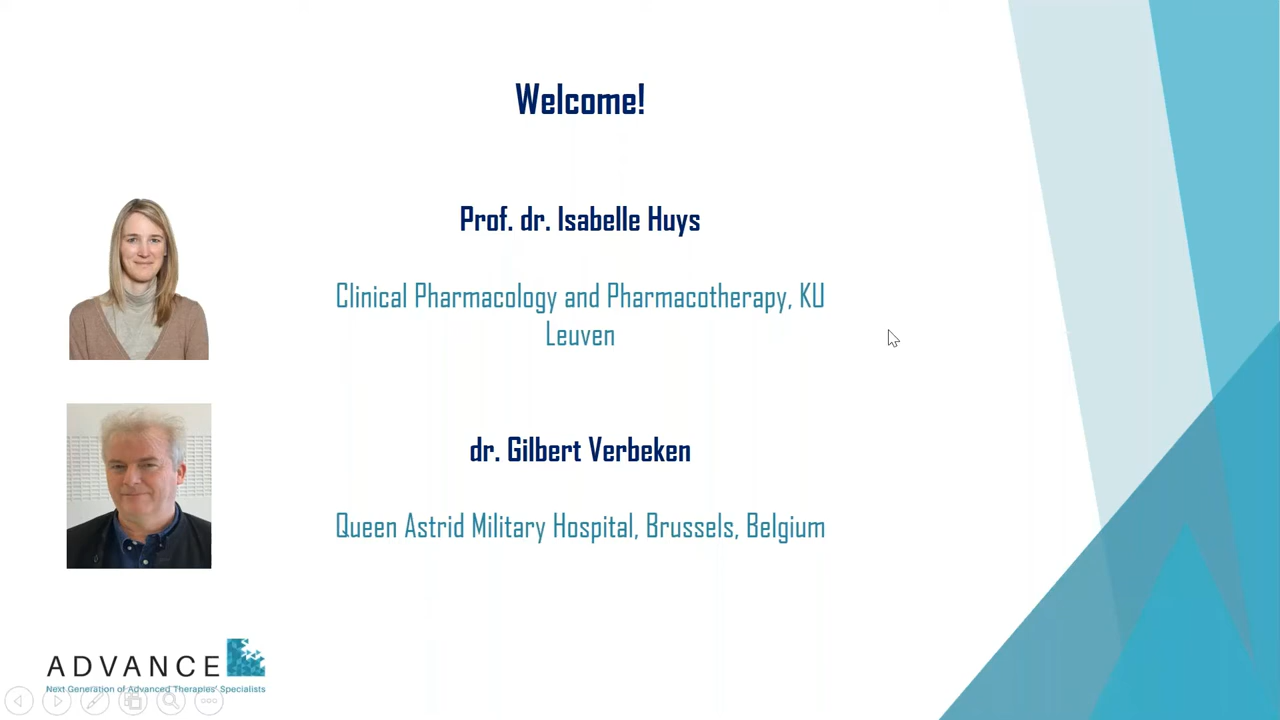 Welcome!
Prof. dr. Isabelle Huys
Clinical Pharmacology and Pharmacotherapy, KU
Leuven
dr. Gilbert Verbeken
Queen Astrid Military Hospital, Brussels, Belgium
ADVANCE
Next Generation of Advanced Therapies' Specialists